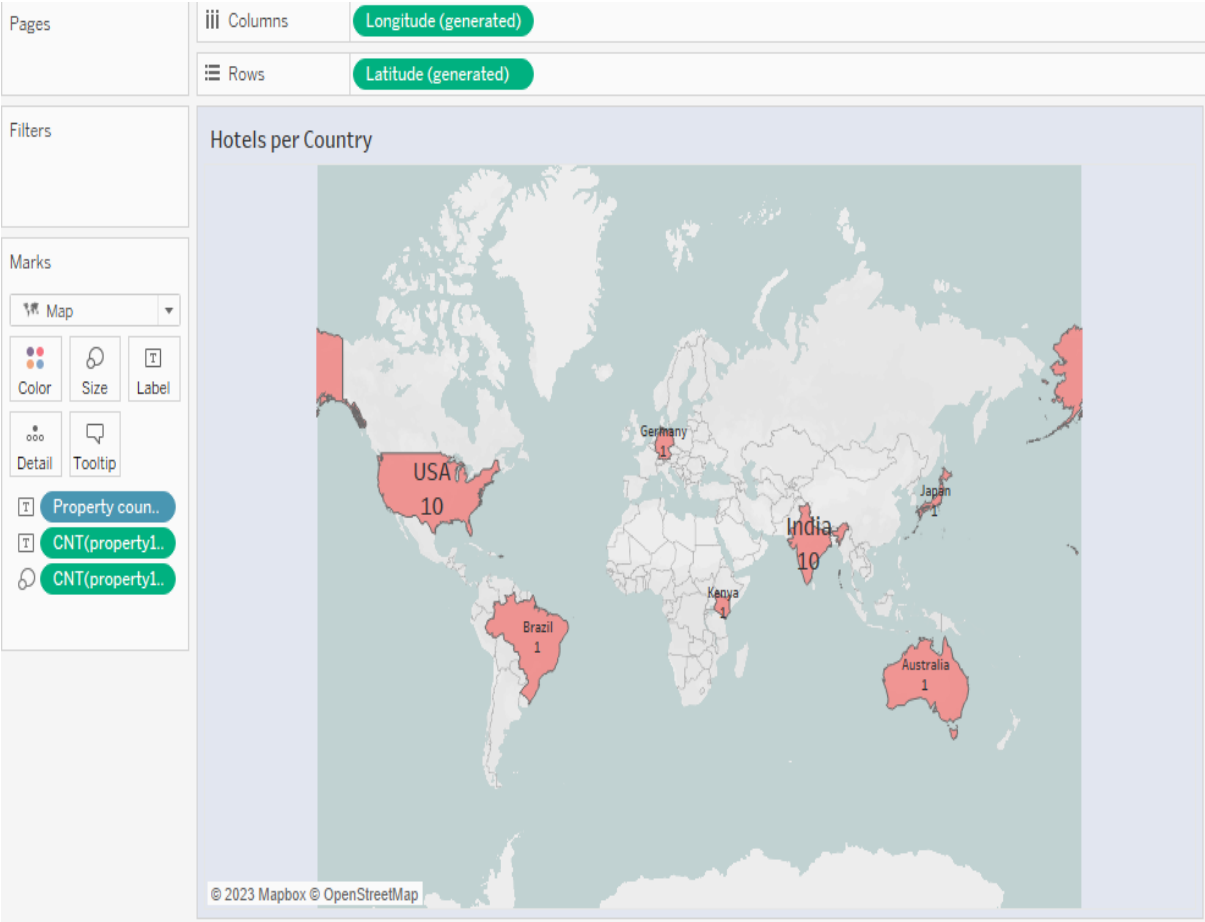 Pages
Columns
Longitude (generated)
Rows
Latitude (generated)
Filters
Marks
Map
Color
Size
Label
Detail
Tooltip
T
Property coun..
T
CNT(property1..
CNT(property1..
Hotels per Country
Germany
1
USA
10
Japan
1
India
10
Kenya
1
Brazil
1
Australia
1
© 2023 Mapbox © OpenStreetMap